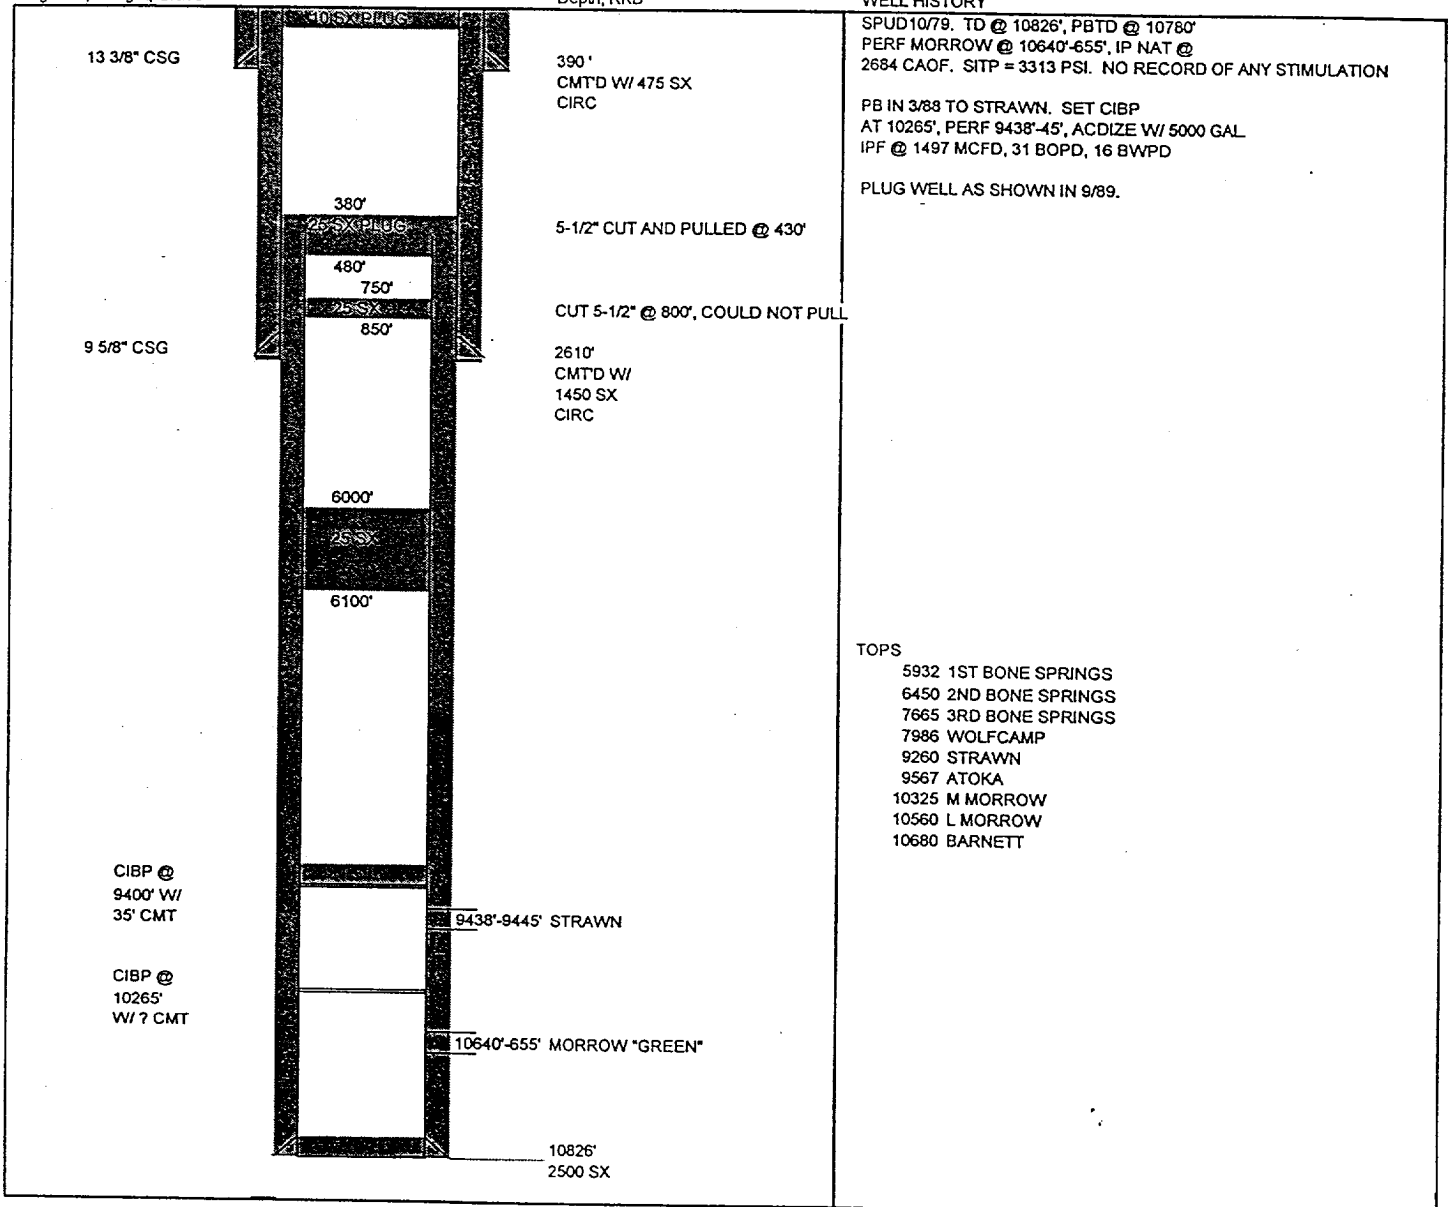 WELL HISTORY
10 SX PLUG
13 3/8" CSG
390 '
CMT'D W/ 475 SX
CIRC
380'
25 SX PLUG
480'
5-1/2" CUT AND PULLED @ 430'
750'
25 SX
850'
CUT 5-1/2" @ 800', COULD NOT PULL
9 5/8" CSG
2610'
CMT'D W/
1450 SX
CIRC
6000'
25 SX
6100'
CIBP @
9400' W/
35' CMT
9438'-9445' STRAWN
CIBP @
10265'
W/ ? CMT
10640'-655' MORROW "GREEN"
10826'
2500 SX
SPUD10/79. TD @ 10826', PBTD @ 10780'
PERF MORROW @ 10640'-655', IP NAT @
2684 CAOF. SITP = 3313 PSI. NO RECORD OF ANY STIMULATION
PB IN 3/88 TO STRAWN. SET CIBP
AT 10265', PERF 9438'-45', ACDIZE W/ 5000 GAL
IPF @ 1497 MCFD, 31 BOPD, 16 BWPD
PLUG WELL AS SHOWN IN 9/89.
TOPS
5932 1ST BONE SPRINGS
6450 2ND BONE SPRINGS
7665 3RD BONE SPRINGS
7986 WOLFCAMP
9260 STRAWN
9567 ATOKA
10325 M MORROW
10560 L MORROW
10680 BARNETT